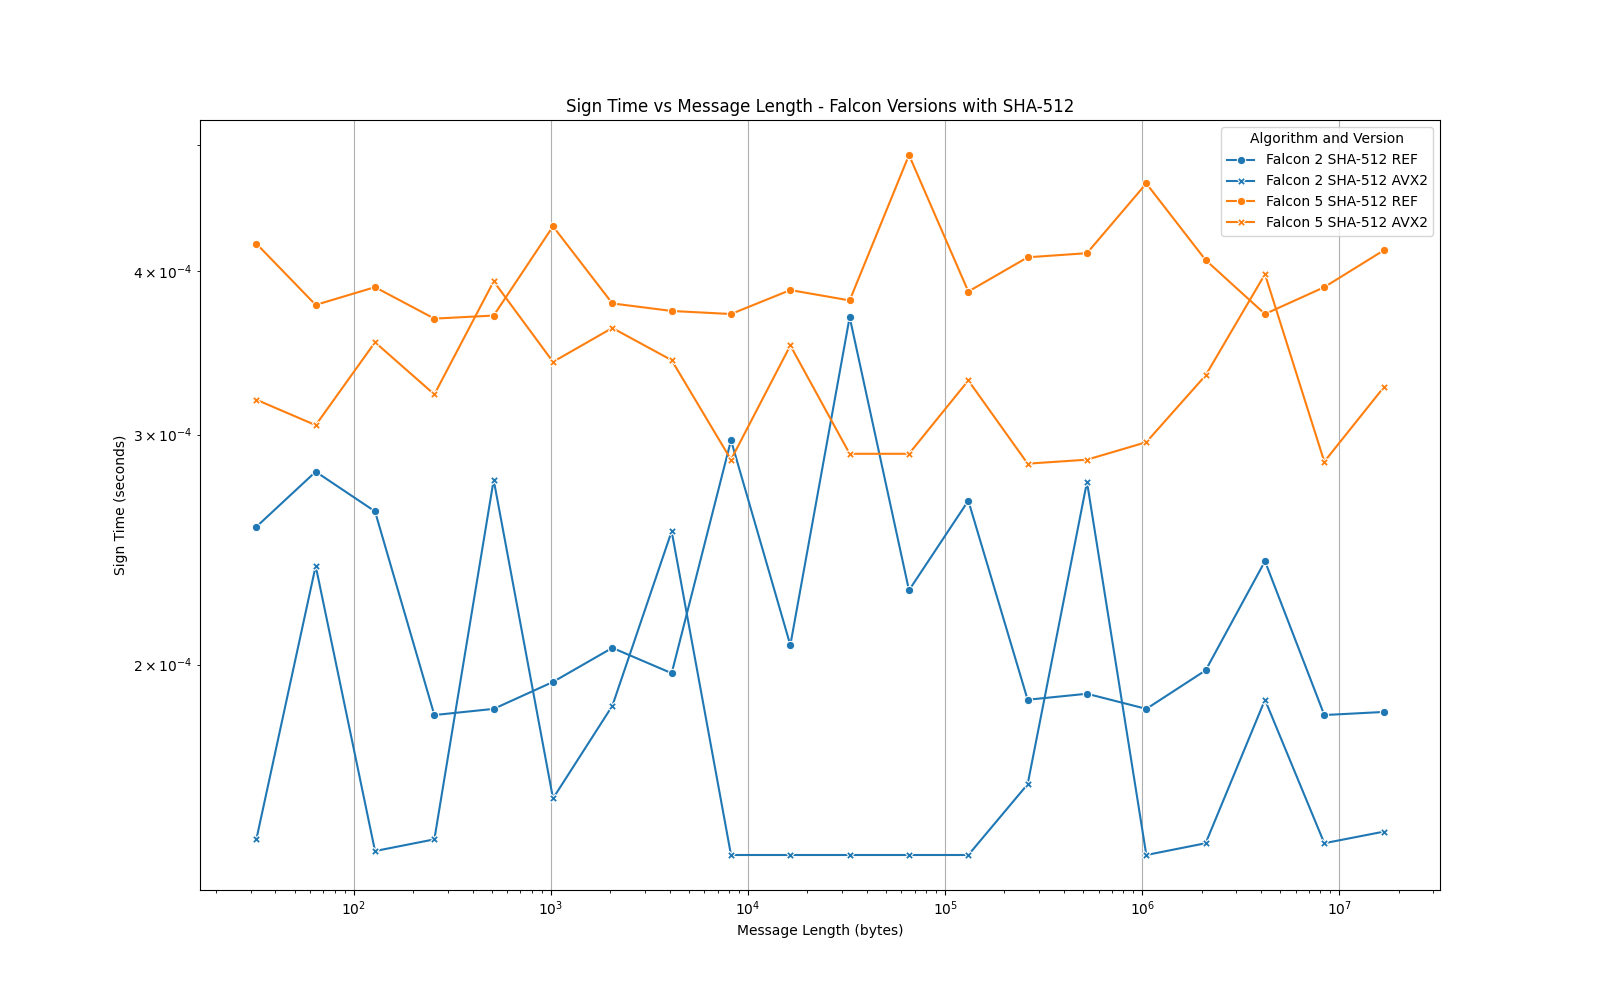 Sign Time vs Message Length - Falcon Versions with SHA-512
Algorithm and Version
Falcon 2 SHA-512 REF
Falcon 2 SHA-512 AVX2
Falcon 5 SHA-512 REF
Falcon 5 SHA-512 AVX2
Sign Time (seconds)
4 × 10⁻⁴
3 × 10⁻⁴
2 × 10⁻⁴
10² 10³ 10⁴ 10⁵ 10⁶ 10⁷
Message Length (bytes)